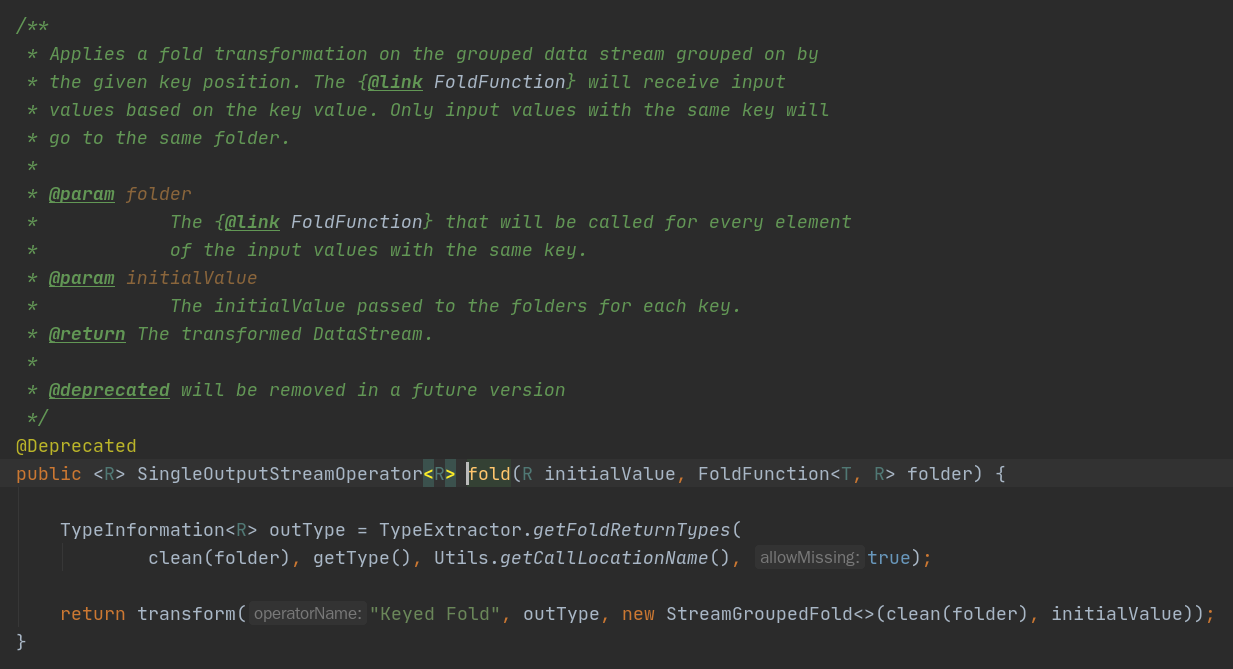 /**
 * Applies a fold transformation on the grouped data stream grouped on by
 * the given key position. The {@link FoldFunction} will receive input
 * values based on the key value. Only input values with the same key will
 * go to the same folder.
 *
 * @param folder
 *            The {@link FoldFunction} that will be called for every element
 *            of the input values with the same key.
 * @param initialValue
 *            The initialValue passed to the folders for each key.
 * @return The transformed DataStream.
 *
 * @deprecated will be removed in a future version
 */
@Deprecated
public <R> SingleOutputStreamOperator<R> fold(R initialValue, FoldFunction<T, R> folder) {
    TypeInformation<R> outType = TypeExtractor.getFoldReturnTypes(
            clean(folder), getType(), Utils.getCallLocationName(), allowMissing: true);
    return transform( operatorName: "Keyed Fold", outType, new StreamGroupedFold<>(clean(folder), initialValue));
}